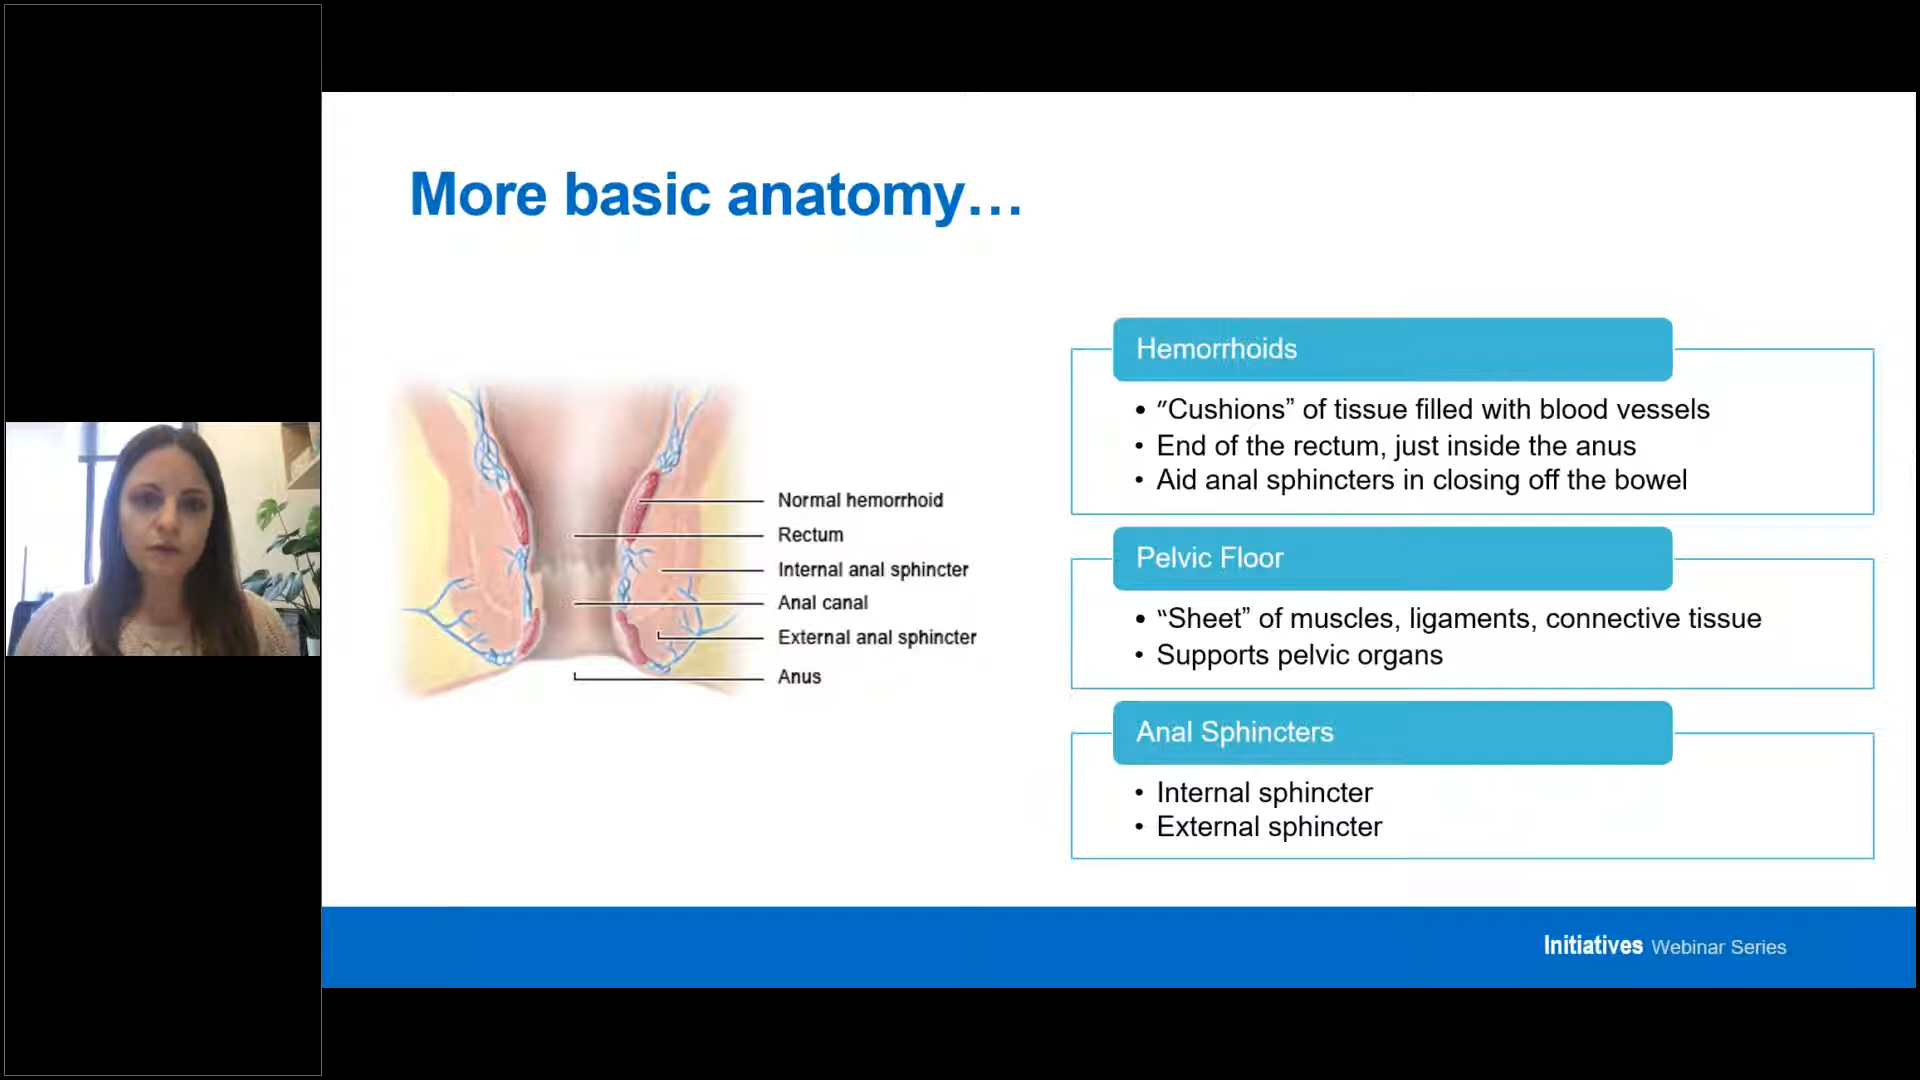 More basic anatomy…
Normal hemorrhoid
Rectum
Internal anal sphincter
Anal canal
External anal sphincter
Anus
Hemorrhoids
• "Cushions” of tissue filled with blood vessels
• End of the rectum, just inside the anus
• Aid anal sphincters in closing off the bowel
Pelvic Floor
• “Sheet” of muscles, ligaments, connective tissue
• Supports pelvic organs
Anal Sphincters
• Internal sphincter
• External sphincter
Initiatives Webinar Series